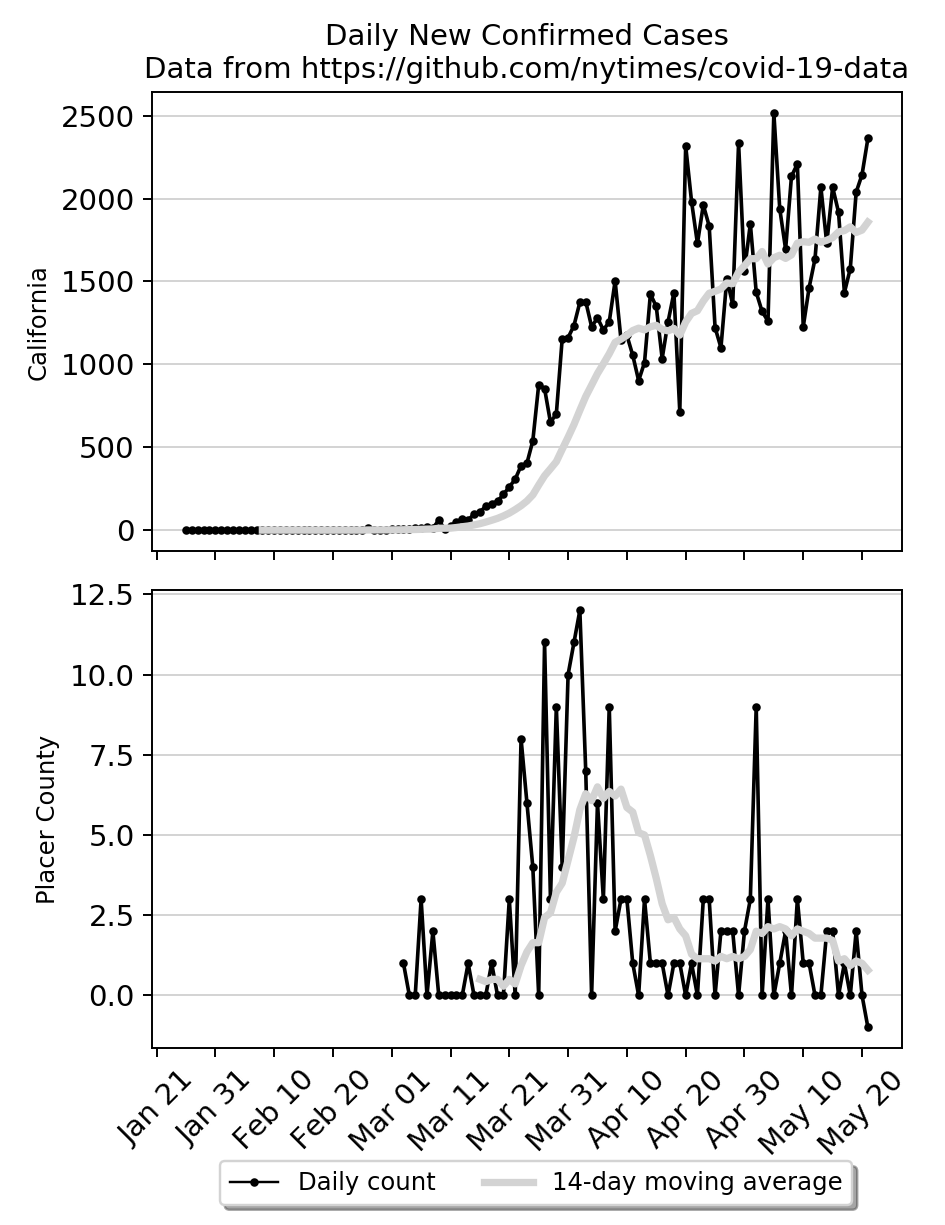 Daily New Confirmed Cases
Data from https://github.com/nytimes/covid-19-data
2500
2000
1500
1000
500
0
California
12.5
10.0
7.5
5.0
2.5
0.0
Placer County
Jan 21
Jan 31
Feb 10
Feb 20
Mar 01
Mar 11
Mar 21
Mar 31
Apr 10
Apr 20
Apr 30
May 10
May 20
Daily count
14-day moving average